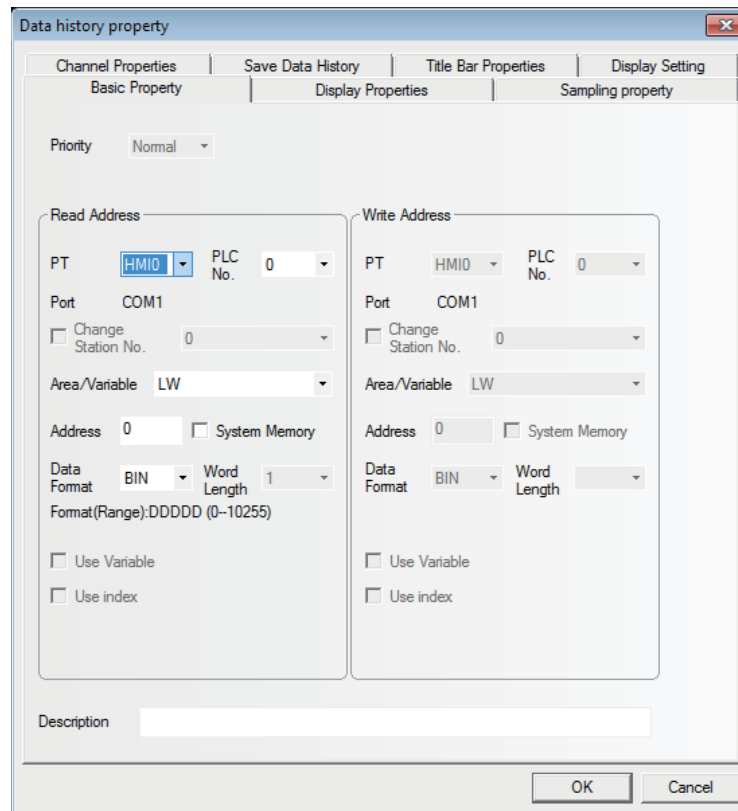 Data history property
Channel Properties Save Data History Title Bar Properties Display Setting
Basic Property Display Properties Sampling property
Priority Normal
Read Address
PT HMI0 PLC No. 0
Port COM1
Change Station No. 0
Area/Variable LW
Address 0 System Memory
Data Format BIN Word Length 1
Format(Range):DDDDD (0--10255)
Use Variable
Use index
Write Address
PT HMI0 PLC No. 0
Port COM1
Change Station No. 0
Area/Variable LW
Address 0 System Memory
Data Format BIN Word Length
Use Variable
Use index
Description
OK Cancel